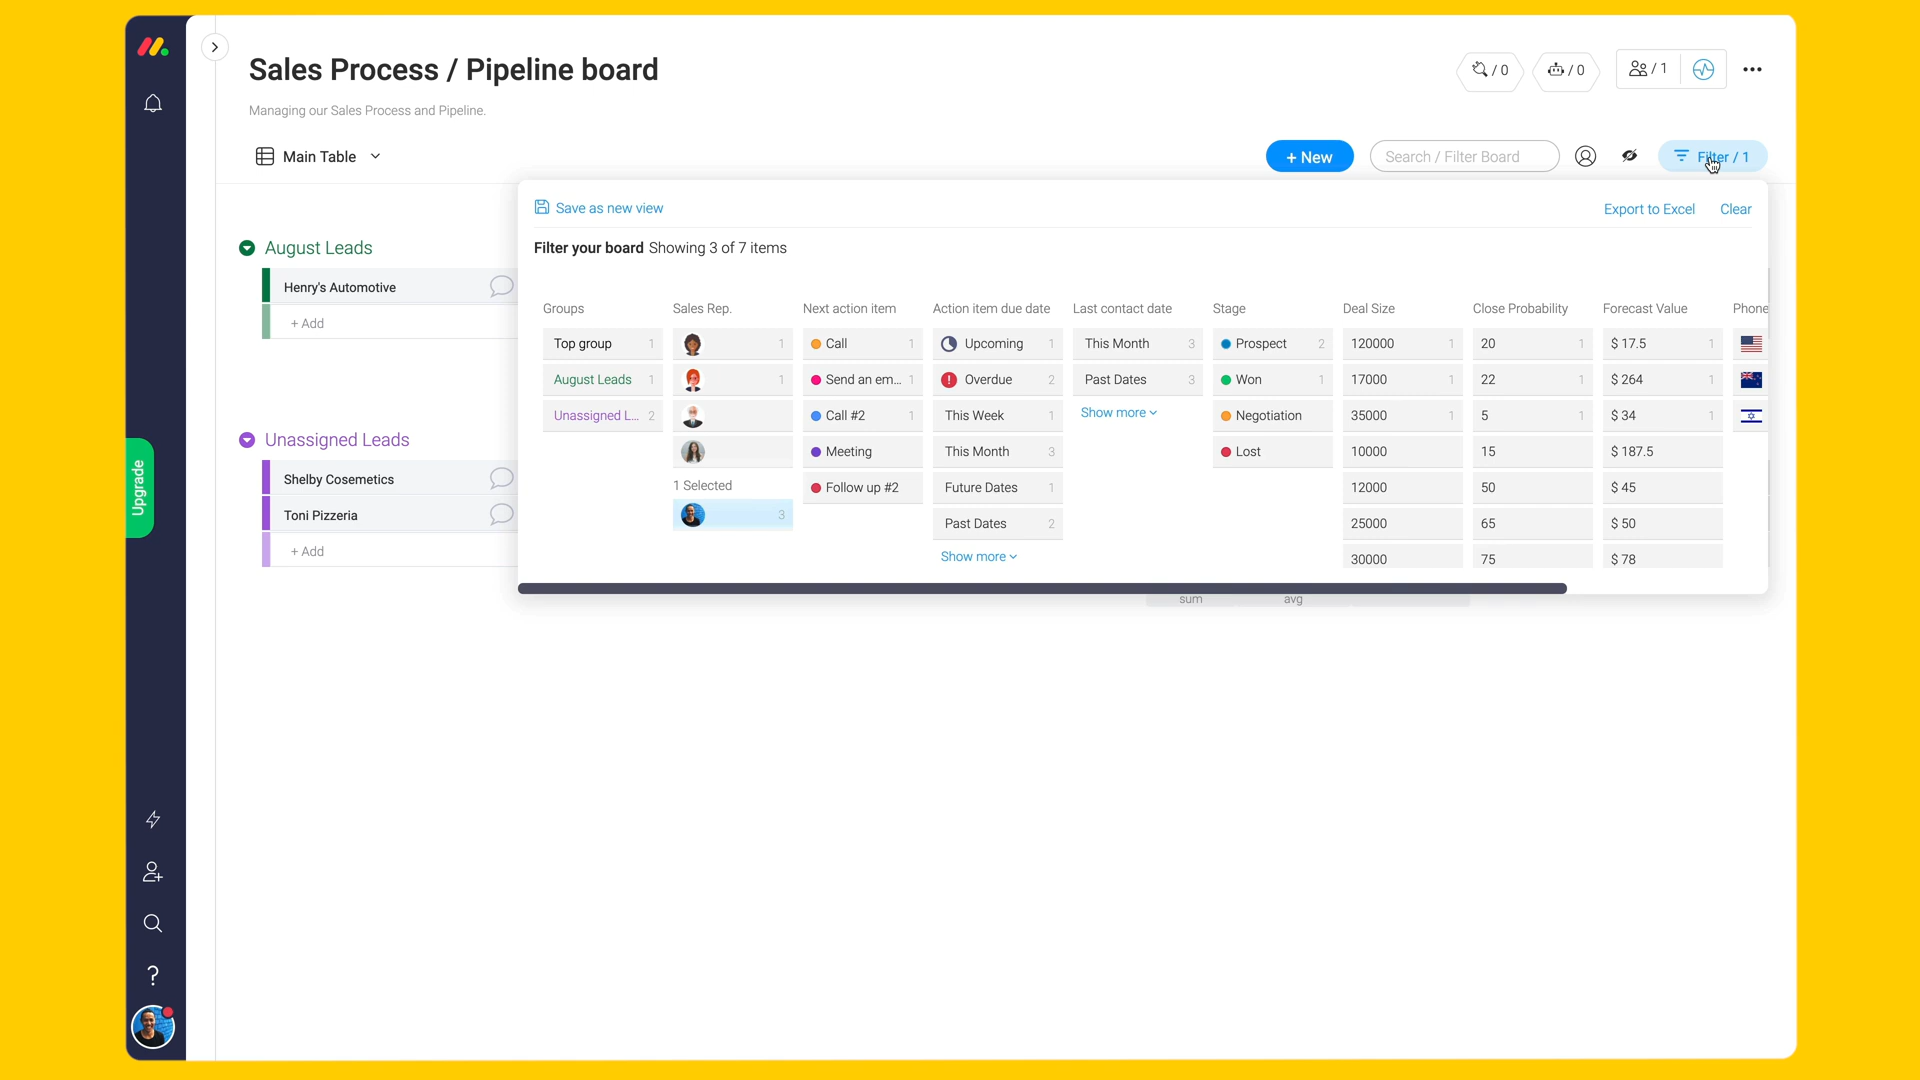 Sales Process / Pipeline board
/ 0
/ 0
/ 1
Managing our Sales Process and Pipeline.
Main Table
+ New
Search / Filter Board
Filter / 1
Save as new view
Export to Excel
Clear
Filter your board Showing 3 of 7 items
August Leads
Henry's Automotive
+ Add
Unassigned Leads
Shelby Cosemetics
Toni Pizzeria
+ Add
Upgrade
Groups
Top group 1
August Leads 1
Unassigned L... 2
Sales Rep.
1
1
1 Selected
3
Next action item
Call 1
Send an em... 1
Call #2 1
Meeting
Follow up #2
Action item due date
Upcoming 1
Overdue 2
This Week 1
This Month 3
Future Dates 1
Past Dates 2
Show more
Last contact date
This Month 3
Past Dates 3
Show more
Stage
Prospect 2
Won 1
Negotiation
Lost
Deal Size
120000 1
17000 1
35000 1
10000
12000
25000
30000
Close Probability
20 1
22 1
5 1
15
50
65
75
Forecast Value
$ 17.5 1
$ 264 1
$ 34 1
$ 187.5
$ 45
$ 50
$ 78
Phone
sum
avg